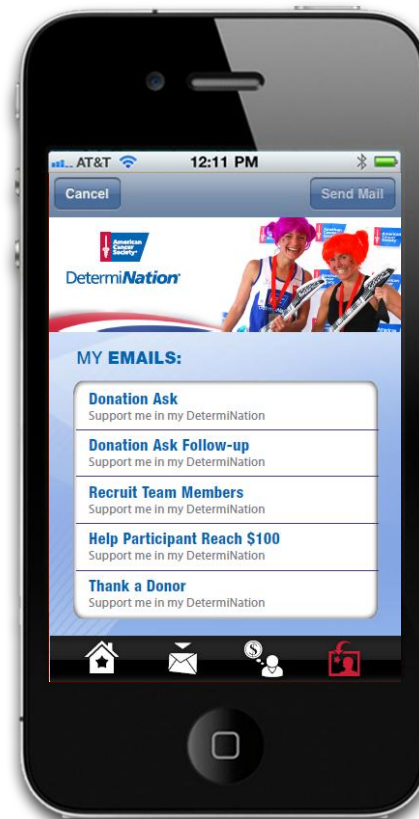 AT&T 12:11 PM
Cancel Send Mail
American
Cancer
Society®
DetermiNation®
MY EMAILS:
Donation Ask
Support me in my DetermiNation
Donation Ask Follow-up
Support me in my DetermiNation
Recruit Team Members
Support me in my DetermiNation
Help Participant Reach $100
Support me in my DetermiNation
Thank a Donor
Support me in my DetermiNation
$